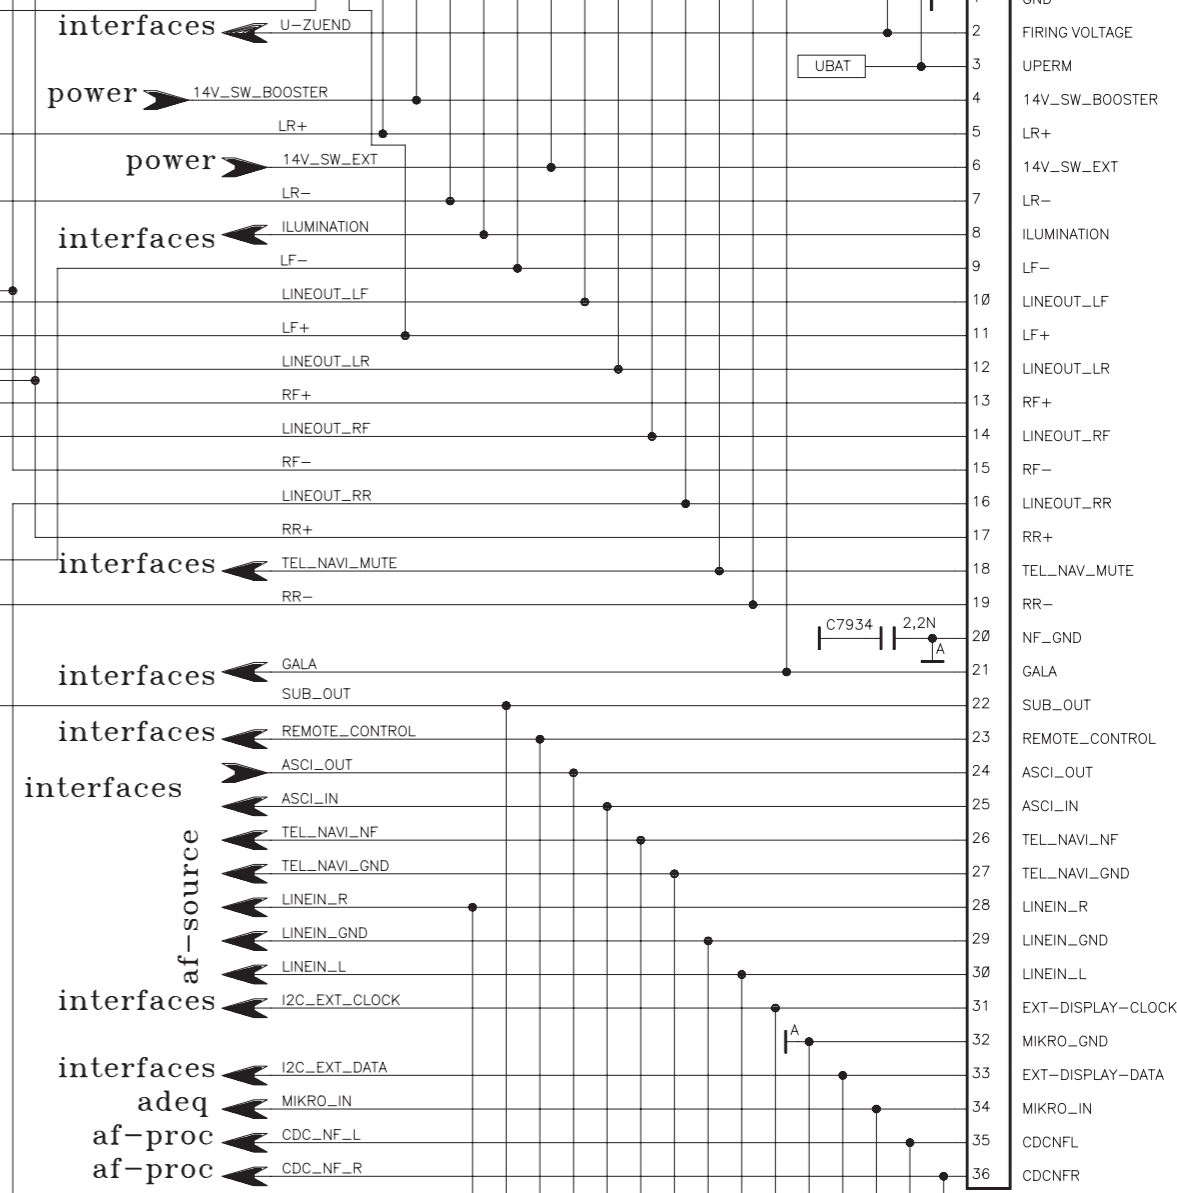 GND
interfaces U-ZUEND 2 FIRING VOLTAGE
UBAT 3 UPERM
power 14V_SW_BOOSTER 4 14V_SW_BOOSTER
LR+ 5 LR+
power 14V_SW_EXT 6 14V_SW_EXT
LR- 7 LR-
interfaces ILUMINATION 8 ILUMINATION
LF- 9 LF-
LINEOUT_LF 10 LINEOUT_LF
LF+ 11 LF+
LINEOUT_LR 12 LINEOUT_LR
RF+ 13 RF+
LINEOUT_RF 14 LINEOUT_RF
RF- 15 RF-
LINEOUT_RR 16 LINEOUT_RR
RR+ 17 RR+
interfaces TEL_NAVI_MUTE 18 TEL_NAV_MUTE
RR- 19 RR-
C7934 2,2N 20 NF_GND
A
interfaces GALA 21 GALA
SUB_OUT 22 SUB_OUT
interfaces REMOTE_CONTROL 23 REMOTE_CONTROL
ASCI_OUT 24 ASCI_OUT
interfaces
ASCI_IN 25 ASCI_IN
af-source
TEL_NAVI_NF 26 TEL_NAVI_NF
TEL_NAVI_GND 27 TEL_NAVI_GND
LINEIN_R 28 LINEIN_R
LINEIN_GND 29 LINEIN_GND
LINEIN_L 30 LINEIN_L
interfaces I2C_EXT_CLOCK 31 EXT-DISPLAY-CLOCK
A 32 MIKRO_GND
interfaces I2C_EXT_DATA 33 EXT-DISPLAY-DATA
adeq MIKRO_IN 34 MIKRO_IN
af-proc CDC_NF_L 35 CDCNFL
af-proc CDC_NF_R 36 CDCNFR